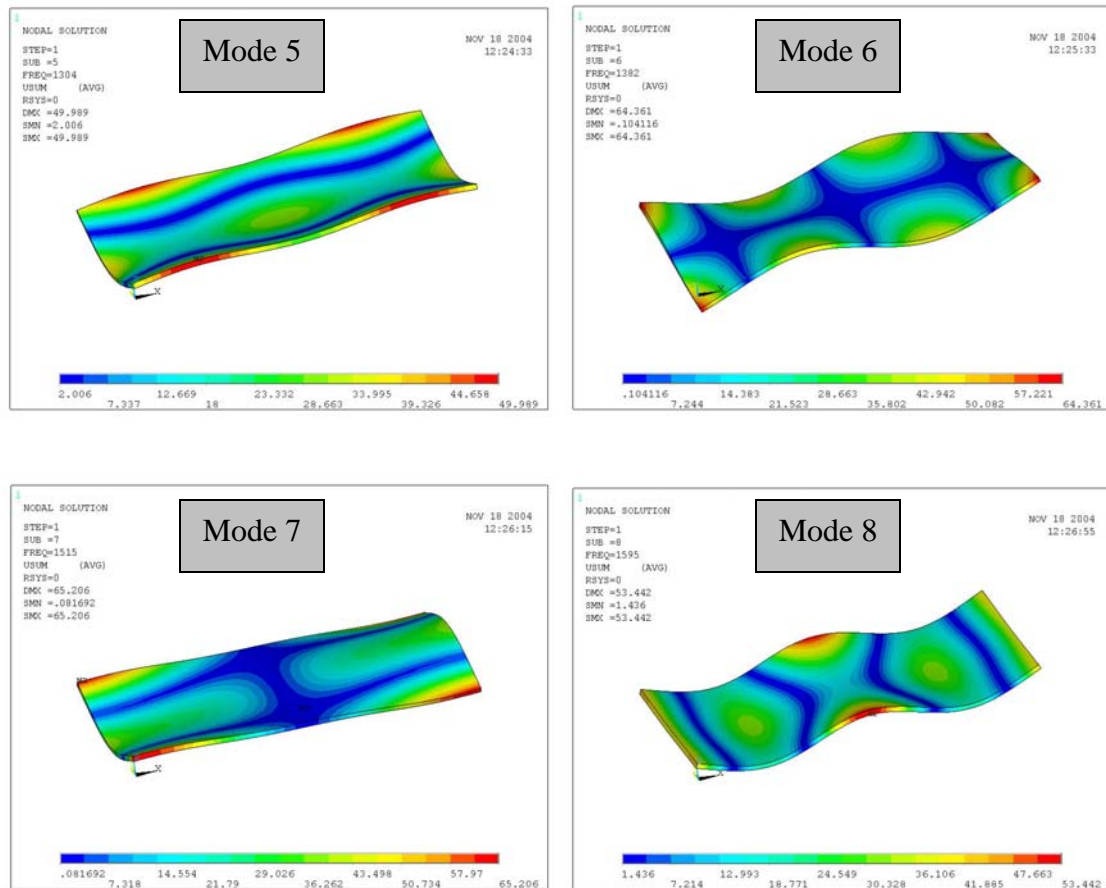 Mode 5
NODAL SOLUTION
STEP=1
SUB =5
FREQ=1304
USUM (AVG)
RSYS=0
DMX =49.989
SMN =2.006
SMX =49.989
NOV 18 2004
12:24:33
X
2.006 12.669 23.332 33.995 44.658
7.337 18 28.663 39.326 49.989
Mode 6
NODAL SOLUTION
STEP=1
SUB =6
FREQ=1382
USUM (AVG)
RSYS=0
DMX =64.361
SMN =.104116
SMX =64.361
NOV 18 2004
12:25:33
X
.104116 14.383 28.663 42.942 57.221
7.244 21.523 35.802 50.082 64.361
Mode 7
NODAL SOLUTION
STEP=1
SUB =7
FREQ=1515
USUM (AVG)
RSYS=0
DMX =65.206
SMN =.081692
SMX =65.206
NOV 18 2004
12:26:15
X
.081692 14.554 29.026 43.498 57.97
7.318 21.79 36.262 50.734 65.206
Mode 8
NODAL SOLUTION
STEP=1
SUB =8
FREQ=1595
USUM (AVG)
RSYS=0
DMX =53.442
SMN =1.436
SMX =53.442
NOV 18 2004
12:26:55
X
1.436 12.993 24.549 36.106 47.663
7.214 18.771 30.328 41.885 53.442